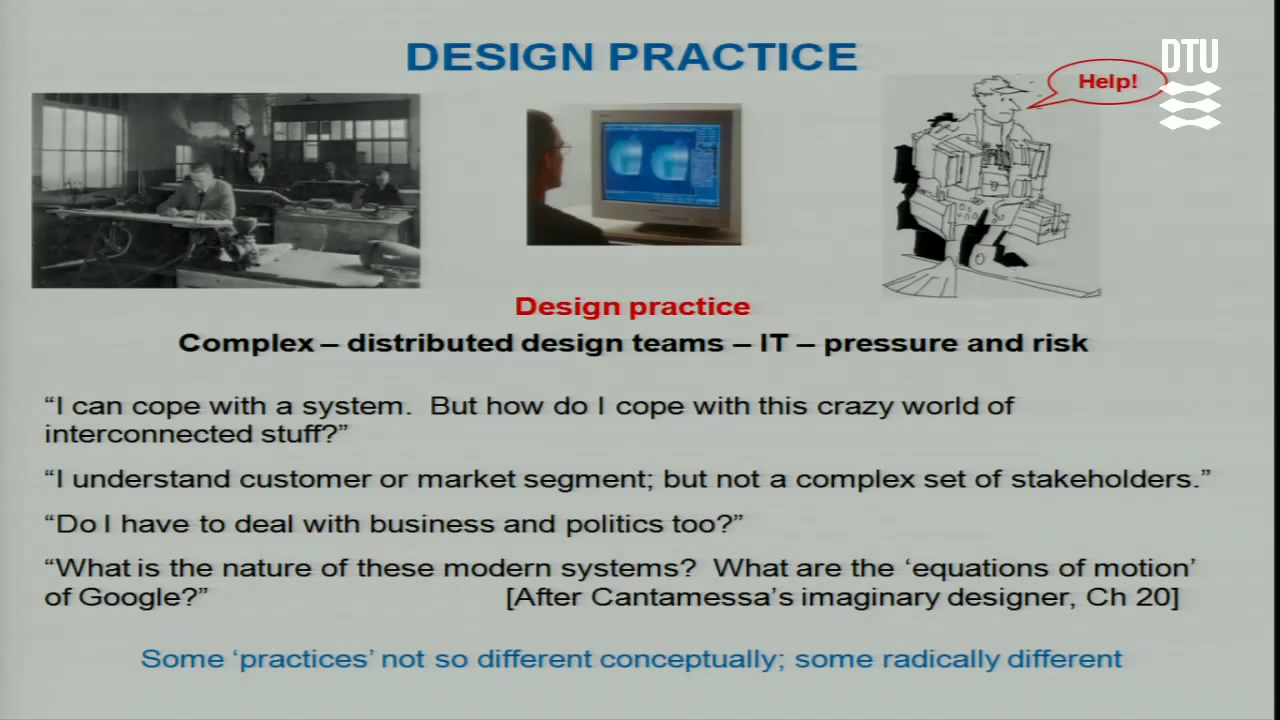 DESIGN PRACTICE
DTU
Help!
Design practice
Complex – distributed design teams – IT – pressure and risk
“I can cope with a system.  But how do I cope with this crazy world of
interconnected stuff?”
“I understand customer or market segment; but not a complex set of stakeholders.”
“Do I have to deal with business and politics too?”
“What is the nature of these modern systems?  What are the ‘equations of motion’
of Google?” [After Cantamessa’s imaginary designer, Ch 20]
Some ‘practices’ not so different conceptually; some radically different